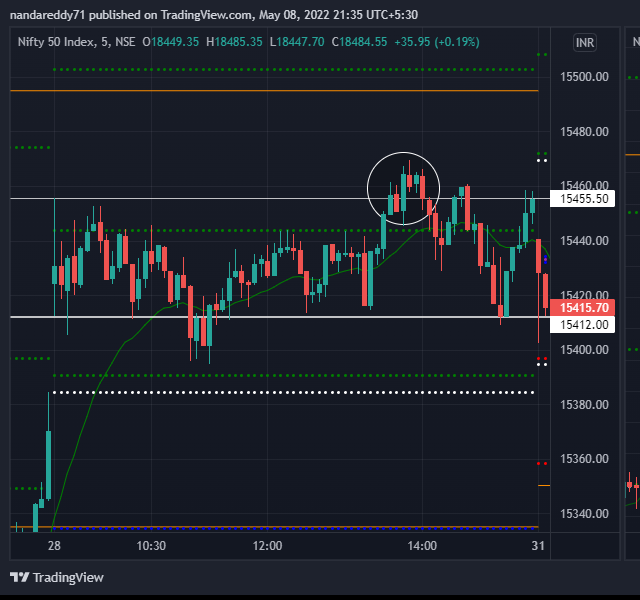 nandareddy71 published on TradingView.com, May 08, 2022 21:35 UTC+5:30
Nifty 50 Index, 5, NSE O18449.35 H18485.35 L18447.70 C18484.55 +35.95 (+0.19%)
INR
N
15500.00
15480.00
15460.00
15455.50
15440.00
15420.00
15415.70
15412.00
15400.00
15380.00
15360.00
15340.00
28 10:30 12:00 14:00 31
TradingView